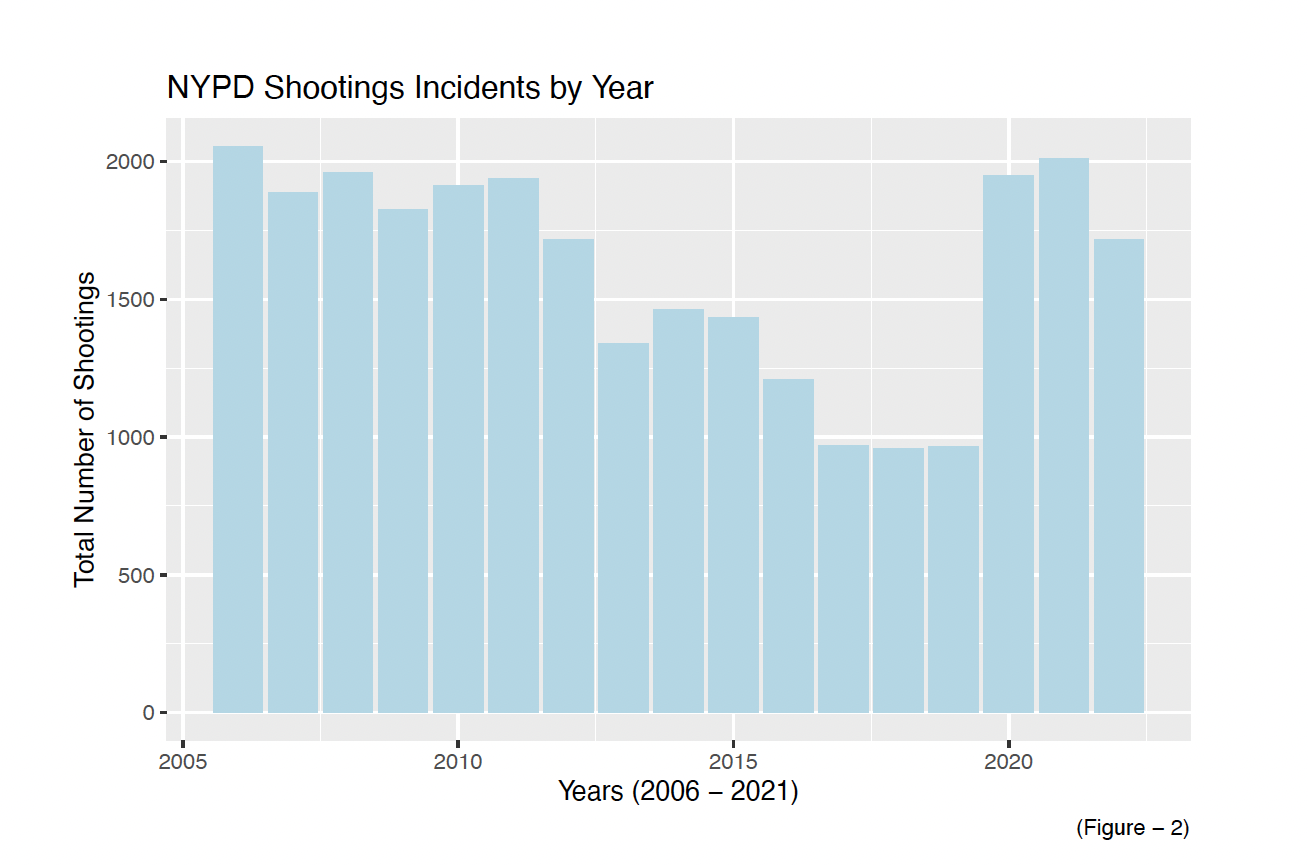 NYPD Shootings Incidents by Year
Total Number of Shootings
2000
1500
1000
500
0
2005 2010 2015 2020
Years (2006 − 2021)
(Figure − 2)